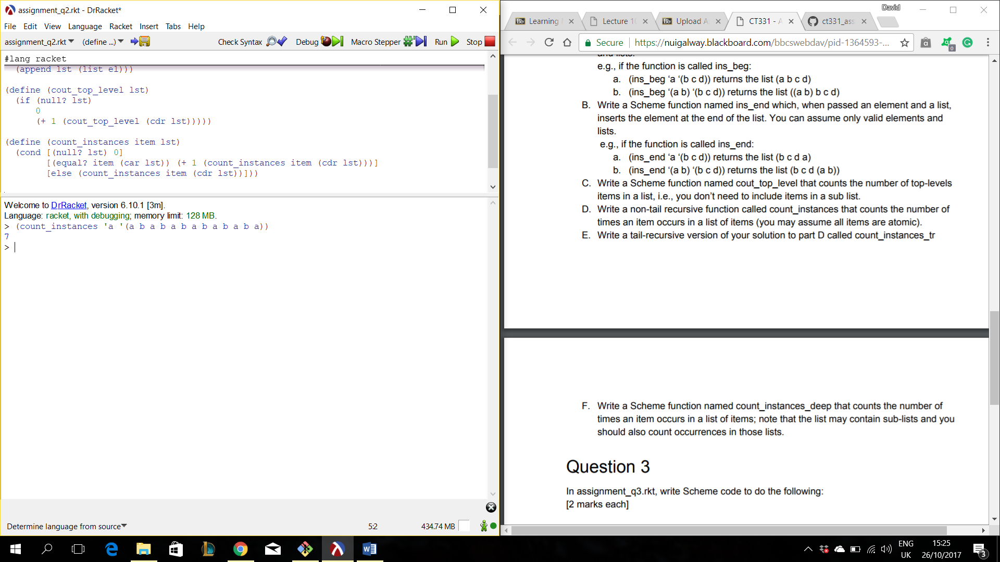 assignment_q2.rkt - DrRacket*
File Edit View Language Racket Insert Tabs Help
assignment_q2.rkt (define ...) Check Syntax Debug Macro Stepper Run Stop
#lang racket
(append lst (list el)))
(define (cout_top_level lst)
(if (null? lst)
0
(+ 1 (cout_top_level (cdr lst)))))
(define (count_instances item lst)
(cond [(null? lst) 0]
[(equal? item (car lst)) (+ 1 (count_instances item (cdr lst)))]
[else (count_instances item (cdr lst))]))
Welcome to DrRacket, version 6.10.1 [3m].
Language: racket, with debugging; memory limit: 128 MB.
> (count_instances 'a '(a b a b a b a b a b a b a))
7
>
Determine language from source 5:2 434.74 MB
David
Bb Learning Lecture 10 Bb Upload A CT331 - A ct331_ass
Secure https://nuigalway.blackboard.com/bbcswebdav/pid-1364593-...
a 0 G
and lists.
e.g., if the function is called ins_beg:
a. (ins_beg ‘a ‘(b c d)) returns the list (a b c d)
b. (ins_beg ‘(a b) ‘(b c d)) returns the list ((a b) b c d)
B. Write a Scheme function named ins_end which, when passed an element and a list,
inserts the element at the end of the list. You can assume only valid elements and
lists.
e.g., if the function is called ins_end:
a. (ins_end ‘a ‘(b c d)) returns the list (b c d a)
b. (ins_end ‘(a b) ‘(b c d)) returns the list (b c d (a b))
C. Write a Scheme function named cout_top_level that counts the number of top-levels
items in a list, i.e., you don’t need to include items in a sub list.
D. Write a non-tail recursive function called count_instances that counts the number of
times an item occurs in a list of items (you may assume all items are atomic).
E. Write a tail-recursive version of your solution to part D called count_instances_tr
F. Write a Scheme function named count_instances_deep that counts the number of
times an item occurs in a list of items; note that the list may contain sub-lists and you
should also count occurrences in those lists.
Question 3
In assignment_q3.rkt, write Scheme code to do the following:
[2 marks each]
ENG
UK
15:25
26/10/2017
3